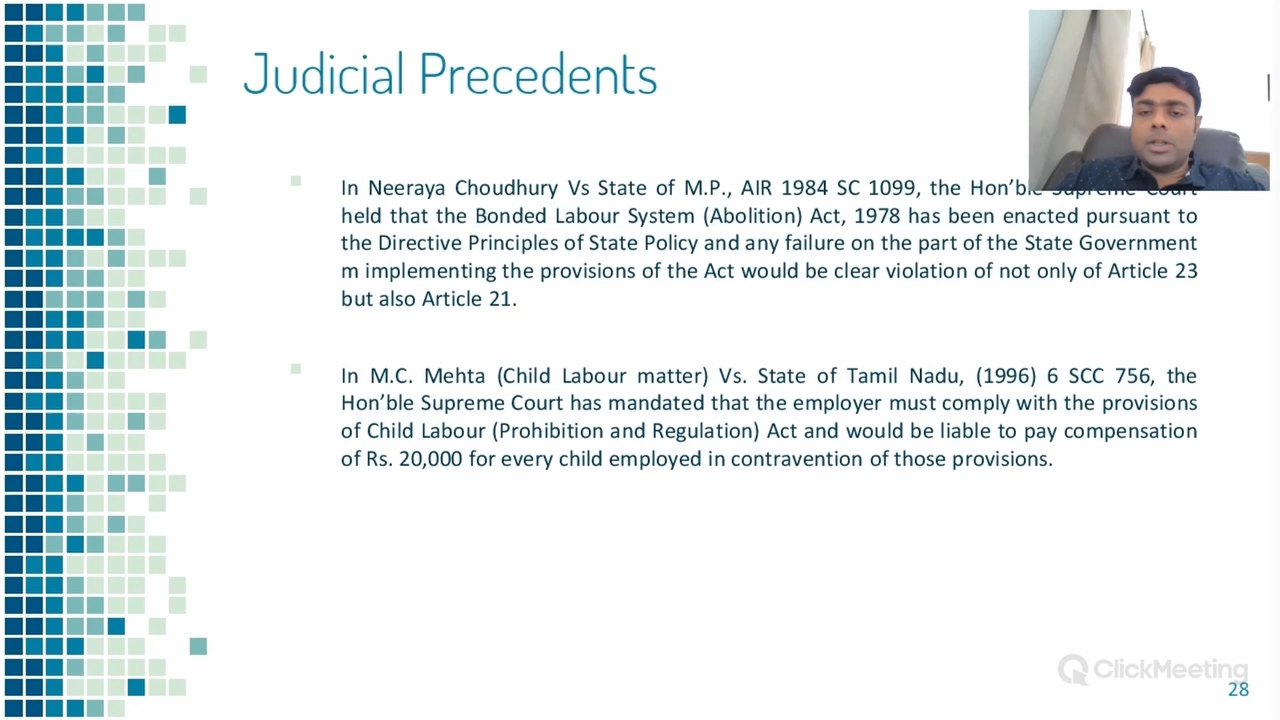 Judicial Precedents
In Neeraya Choudhury Vs State of M.P., AIR 1984 SC 1099, the Hon’ble Supreme Court
held that the Bonded Labour System (Abolition) Act, 1978 has been enacted pursuant to
the Directive Principles of State Policy and any failure on the part of the State Government
m implementing the provisions of the Act would be clear violation of not only of Article 23
but also Article 21.
In M.C. Mehta (Child Labour matter) Vs. State of Tamil Nadu, (1996) 6 SCC 756, the
Hon’ble Supreme Court has mandated that the employer must comply with the provisions
of Child Labour (Prohibition and Regulation) Act and would be liable to pay compensation
of Rs. 20,000 for every child employed in contravention of those provisions.
ClickMeeting
28